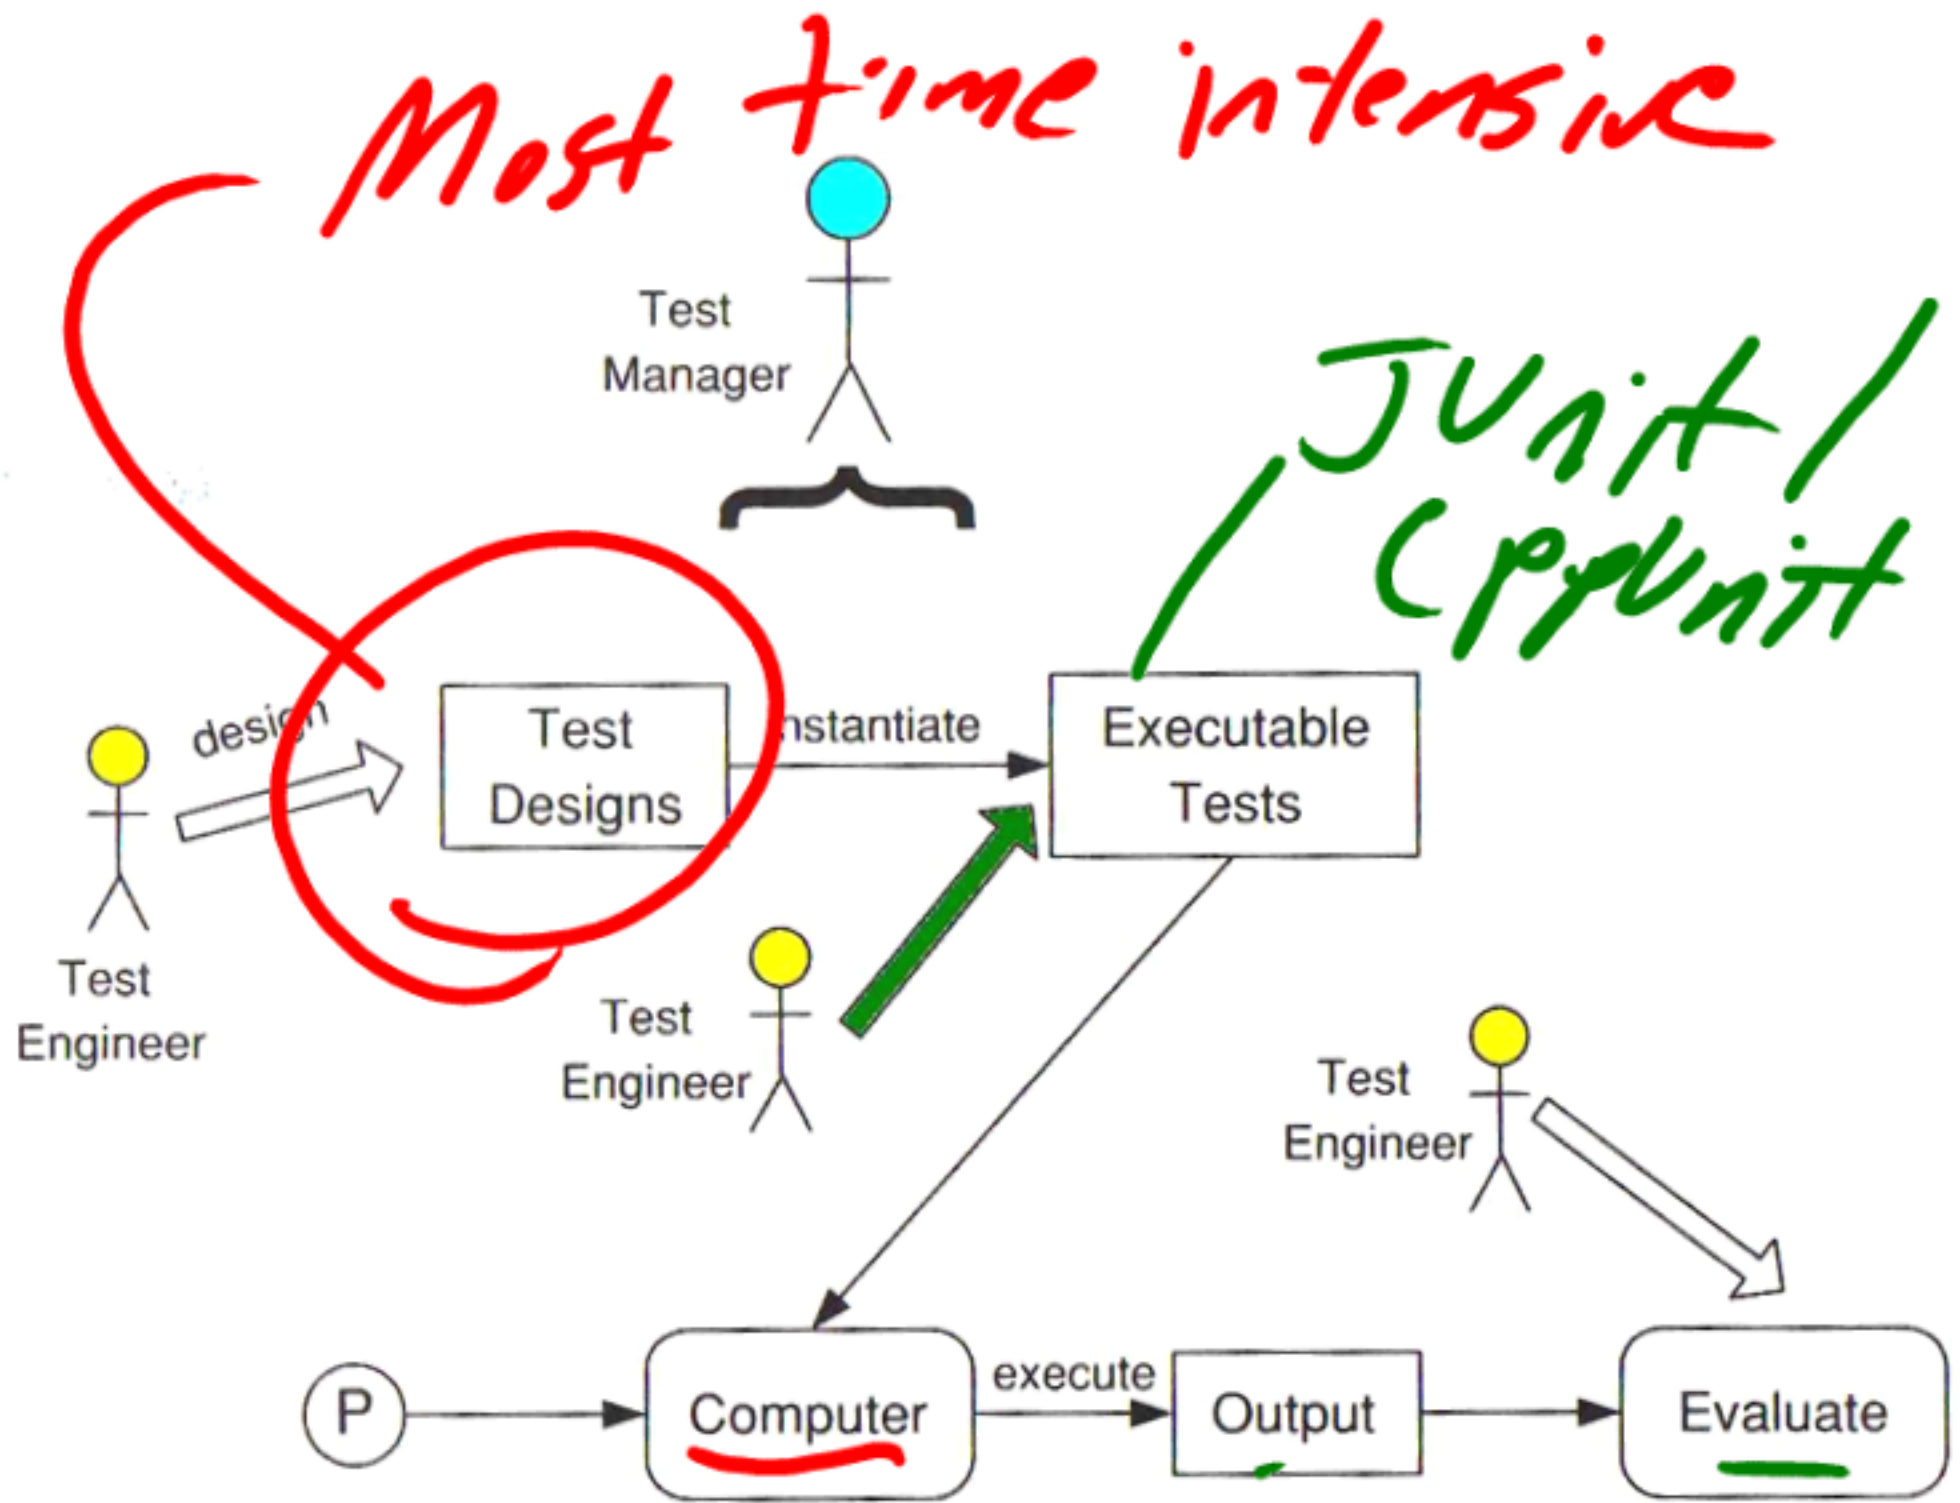 Most time intensive
Test
Manager
JUnit/
CppUnit
design
Test
Designs
nstantiate
Executable
Tests
Test
Engineer
Test
Engineer
Test
Engineer
P
Computer
execute
Output
Evaluate